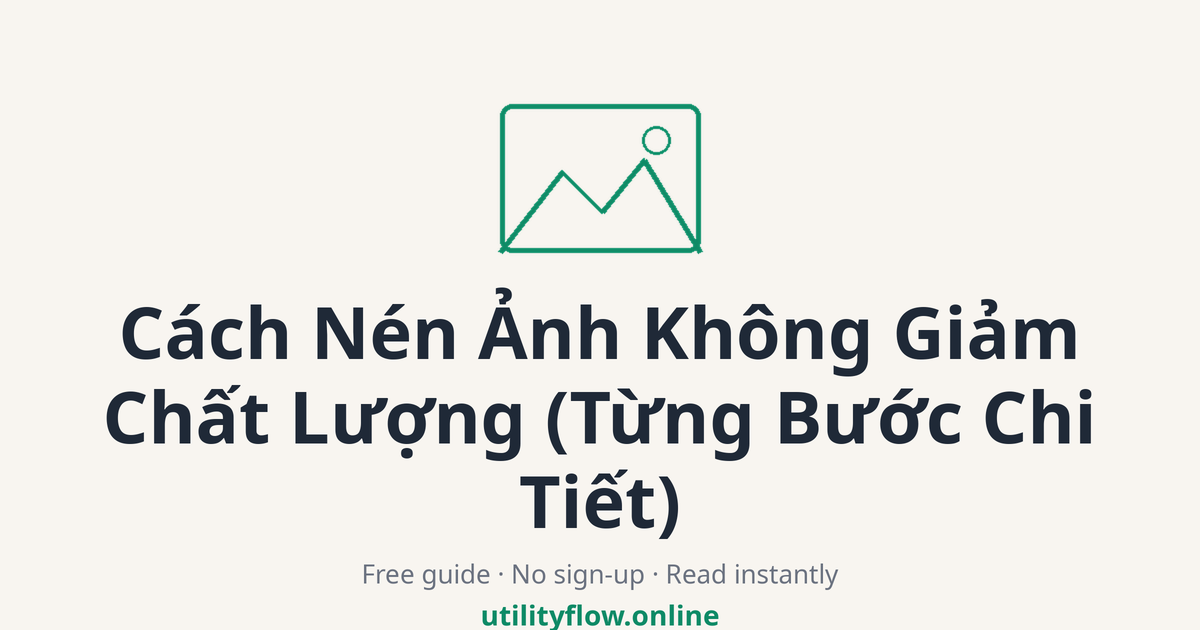 Cách Nén Ảnh Không Giảm
Chất Lượng (Từng Bước Chi
Tiết)
Free guide · No sign-up · Read instantly
utilityflow.online